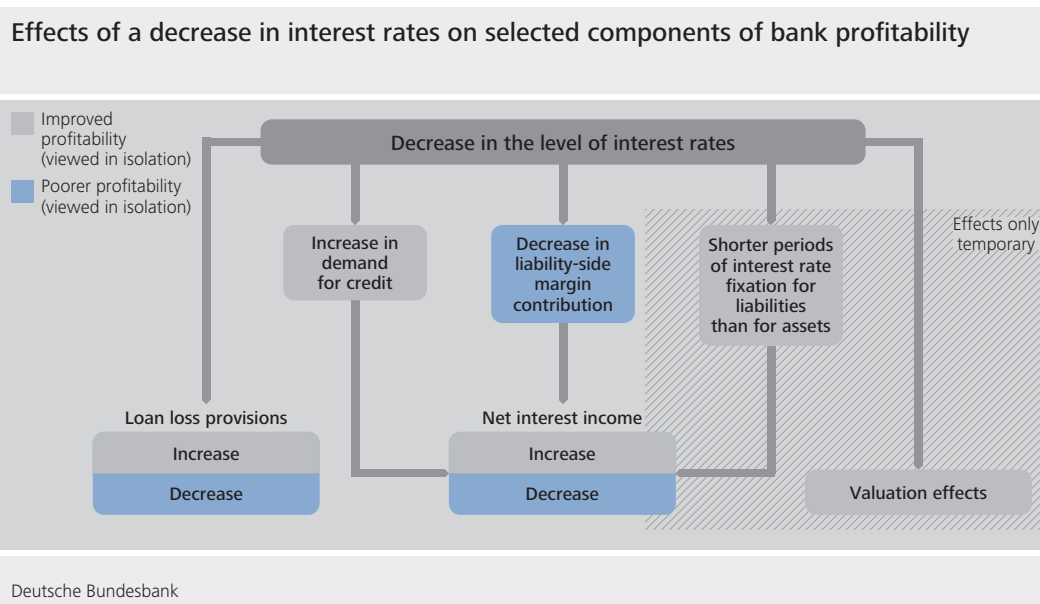 Effects of a decrease in interest rates on selected components of bank profitability
Improved
profitability
(viewed in isolation)
Poorer profitability
(viewed in isolation)
Decrease in the level of interest rates
Effects only
temporary
Increase in
demand
for credit
Decrease in
liability-side
margin
contribution
Shorter periods
of interest rate
fixation for
liabilities
than for assets
Loan loss provisions
Increase
Decrease
Net interest income
Increase
Decrease
Valuation effects
Deutsche Bundesbank